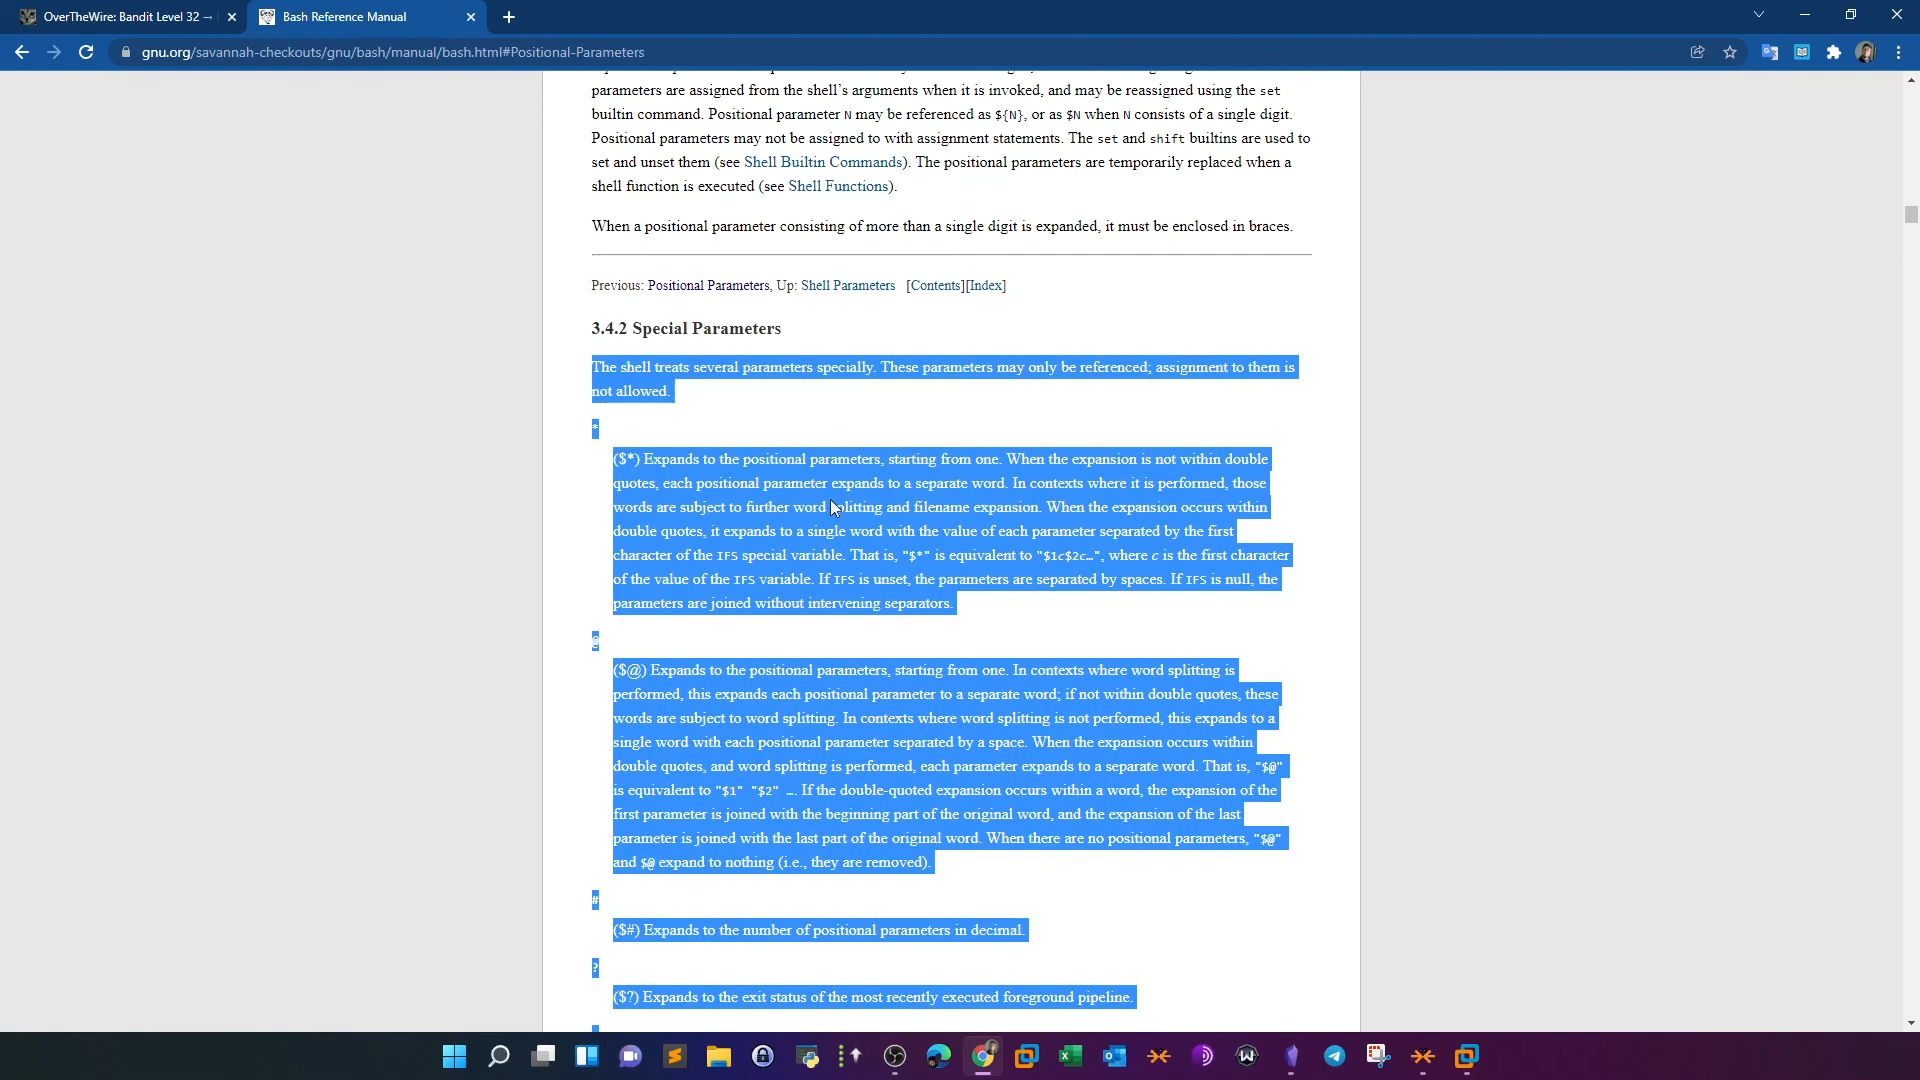 OverTheWire: Bandit Level 32 →
Bash Reference Manual
gnu.org/savannah-checkouts/gnu/bash/manual/bash.html#Positional-Parameters
parameters are assigned from the shell’s arguments when it is invoked, and may be reassigned using the set
builtin command. Positional parameter N may be referenced as ${N}, or as $N when N consists of a single digit.
Positional parameters may not be assigned to with assignment statements. The set and shift builtins are used to
set and unset them (see Shell Builtin Commands). The positional parameters are temporarily replaced when a
shell function is executed (see Shell Functions).
When a positional parameter consisting of more than a single digit is expanded, it must be enclosed in braces.
Previous: Positional Parameters, Up: Shell Parameters [Contents][Index]
3.4.2 Special Parameters
The shell treats several parameters specially. These parameters may only be referenced; assignment to them is
not allowed.
*
($*) Expands to the positional parameters, starting from one. When the expansion is not within double
quotes, each positional parameter expands to a separate word. In contexts where it is performed, those
words are subject to further word splitting and filename expansion. When the expansion occurs within
double quotes, it expands to a single word with the value of each parameter separated by the first
character of the IFS special variable. That is, "$*" is equivalent to "$1c$2c…", where c is the first character
of the value of the IFS variable. If IFS is unset, the parameters are separated by spaces. If IFS is null, the
parameters are joined without intervening separators.
@
($@) Expands to the positional parameters, starting from one. In contexts where word splitting is
performed, this expands each positional parameter to a separate word; if not within double quotes, these
words are subject to word splitting. In contexts where word splitting is not performed, this expands to a
single word with each positional parameter separated by a space. When the expansion occurs within
double quotes, and word splitting is performed, each parameter expands to a separate word. That is, "$@"
is equivalent to "$1" "$2" …. If the double-quoted expansion occurs within a word, the expansion of the
first parameter is joined with the beginning part of the original word, and the expansion of the last
parameter is joined with the last part of the original word. When there are no positional parameters, "$@"
and $@ expand to nothing (i.e., they are removed).
#
($#) Expands to the number of positional parameters in decimal.
?
($?) Expands to the exit status of the most recently executed foreground pipeline.